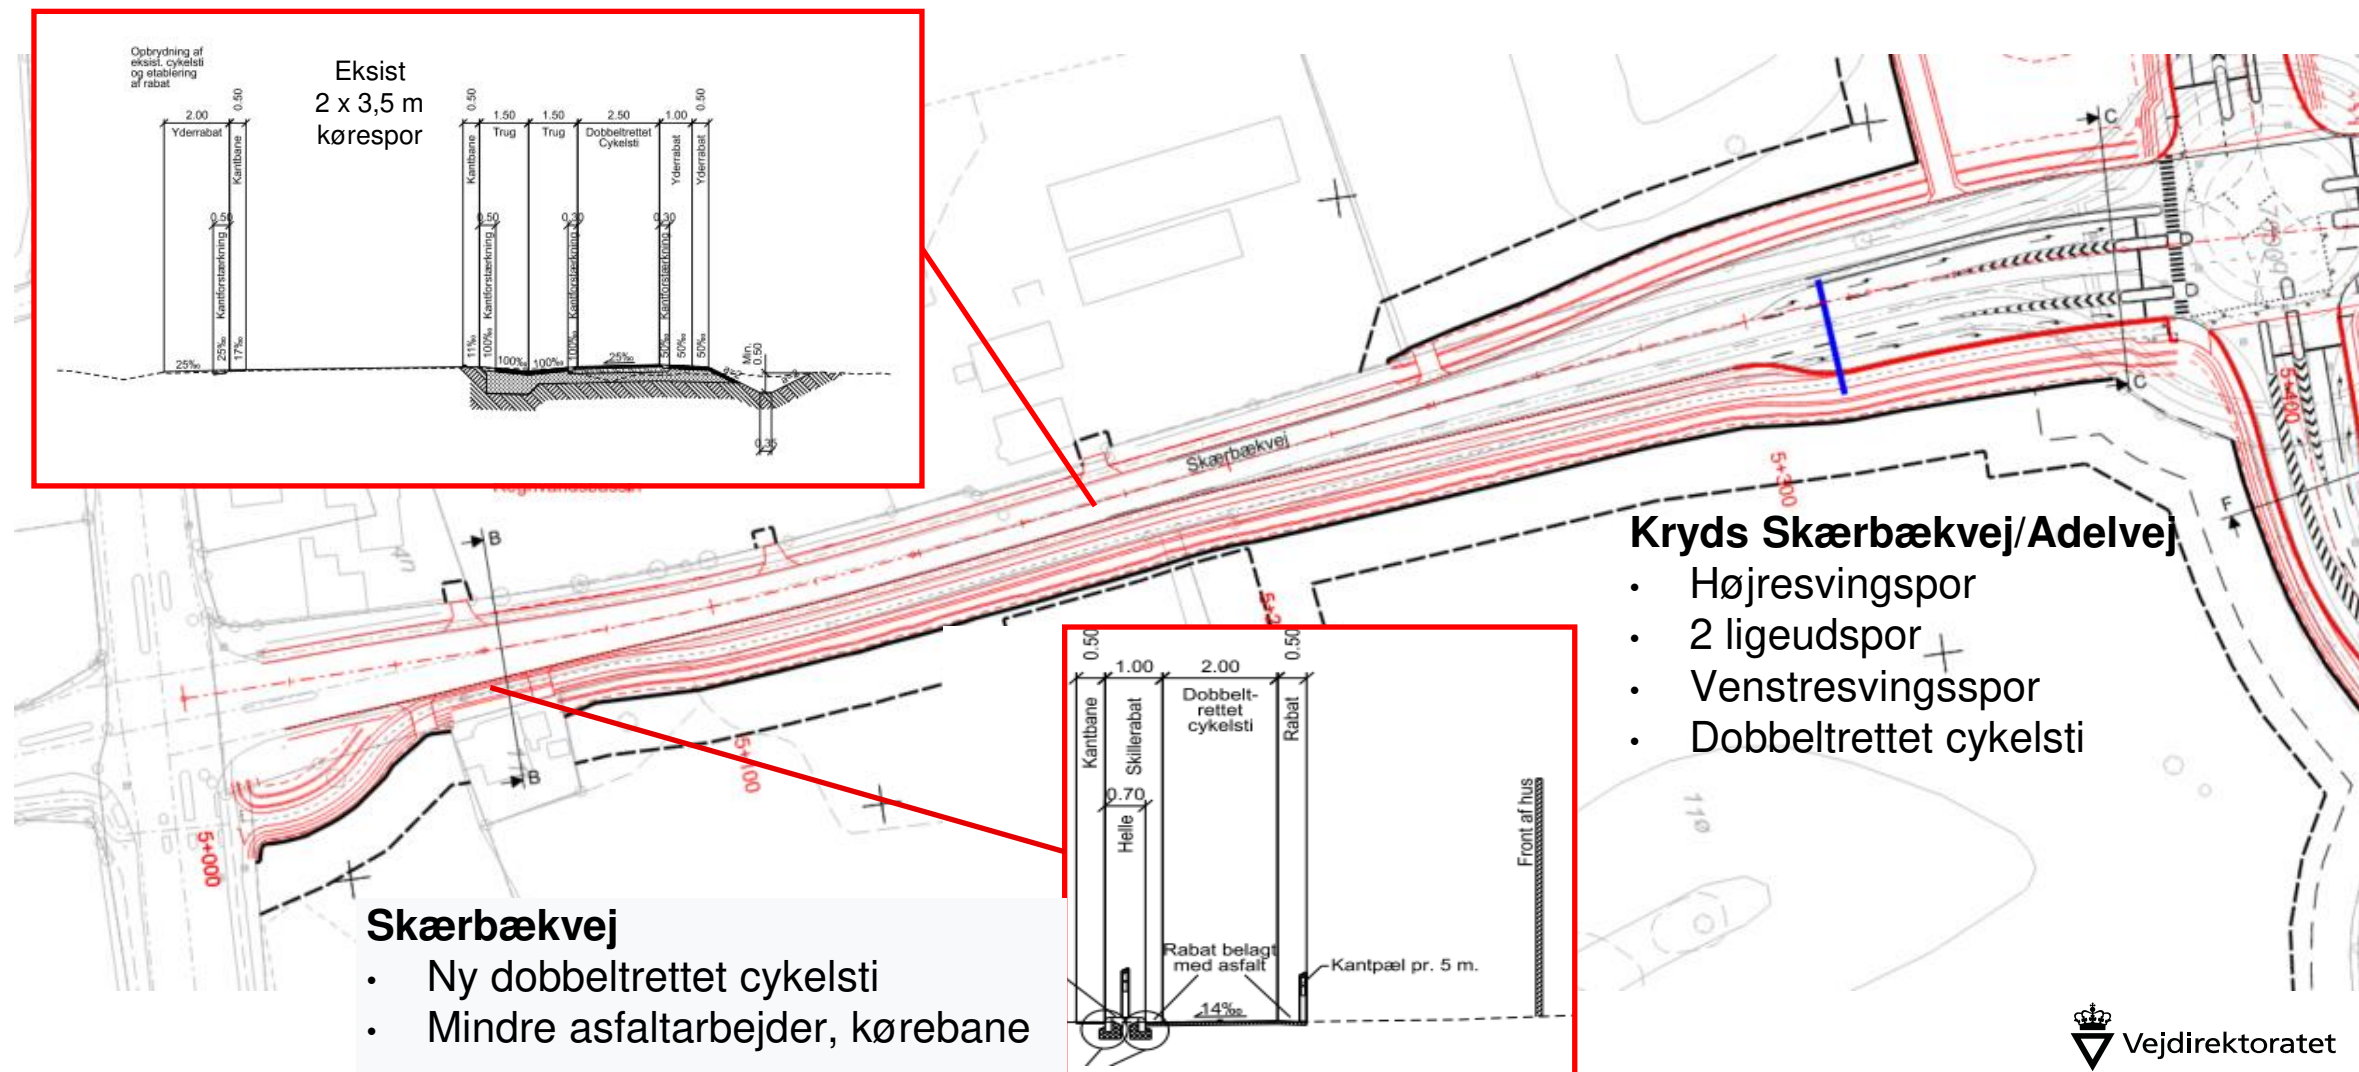 Opbrydning af
eksist. cykelsti
og etablering
af rabat
Eksist
2 x 3,5 m
kørespor
2.00
0.50
0.50
1.50
1.50
2.50
1.00
0.50
Yderrabat
Kantbane
Kantbane
Trug
Trug
Dobbeltrettet
Cykelsti
Yderrabat
Yderrabat
0.50
0.50
0.30
0.30
Kantforstærkning
Kantforstærkning
Kantforstærkning
Kantforstærkning
25‰
25‰
17‰
11‰
100‰
100‰
100‰
100‰
25‰
50‰
50‰
50‰
Min.
0.50
a=2
a=2
0.35
Regnvandsbassin
C
C
B
B
F
Skærbækvej
5+000
5+100
5+300
5+400
110
Kryds Skærbækvej/Adelvej
• Højresvingspor
• 2 ligeudspor
• Venstresvingsspor
• Dobbeltrettet cykelsti
0.50
1.00
2.00
0.50
Kantbane
Skillerabat
Dobbelt-
rettet
cykelsti
Rabat
0.70
Helle
Front af hus
Rabat belagt
med asfalt
Kantpæl pr. 5 m.
14‰
Skærbækvej
• Ny dobbeltrettet cykelsti
• Mindre asfaltarbejder, kørebane
Vejdirektoratet